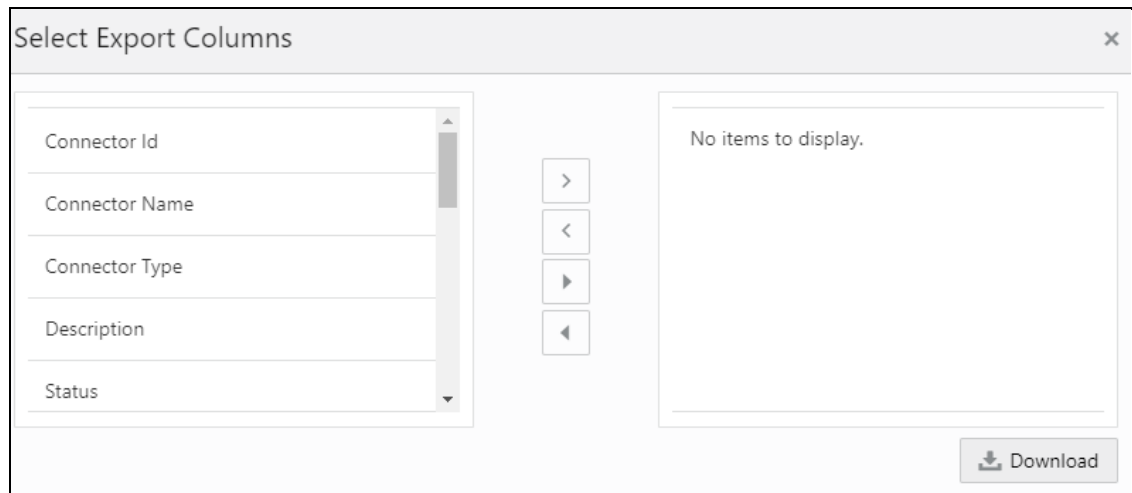 Select Export Columns
Connector Id
Connector Name
Connector Type
Description
Status
No items to display.
Download